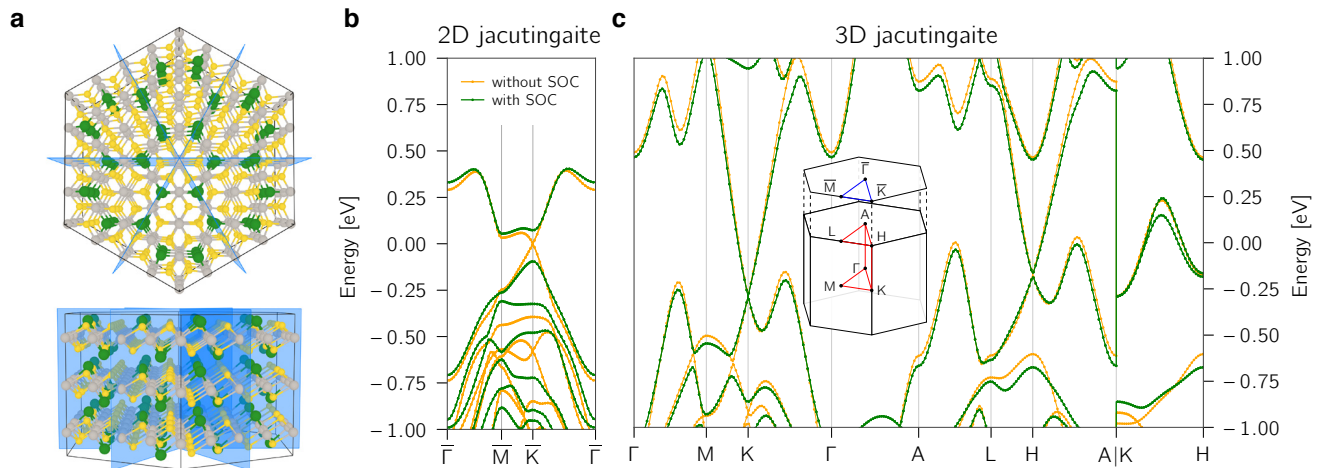 a
b
2D jacutingaite
1.00
0.75
0.50
0.25
0.00
−0.25
−0.50
−0.75
−1.00
Energy [eV]
without SOC
with SOC
Γ̅ M̅ K̅ Γ̅
c
3D jacutingaite
Γ̅
M̅ K̅
A
L H
Γ
M K
Γ M K Γ A L H A|K H
1.00
0.75
0.50
0.25
0.00
−0.25
−0.50
−0.75
−1.00
Energy [eV]